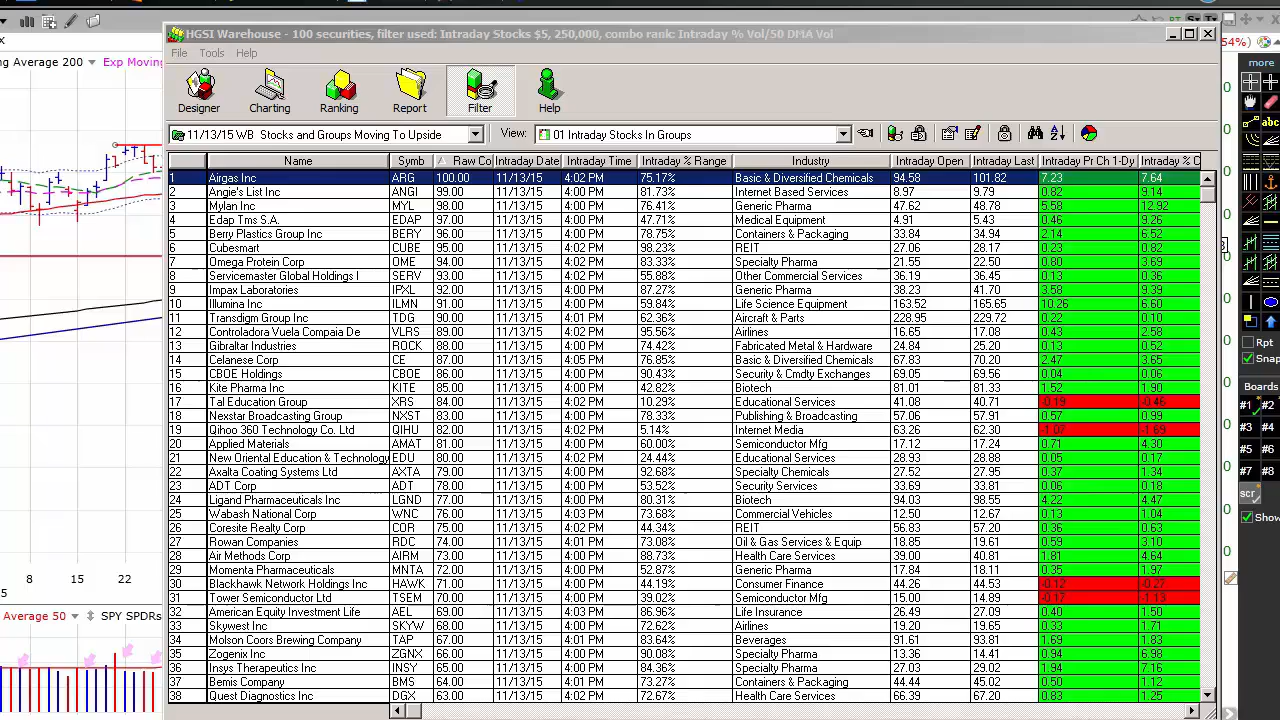 HGSI Warehouse - 100 securities, filter used: Intraday Stocks $5, 250,000, combo rank: Intraday % Vol/50 DMA Vol
File Tools Help
Designer Charting Ranking Report Filter Help
11/13/15 WB Stocks and Groups Moving To Upside View: 01 Intraday Stocks In Groups
Name Symb Raw Co Intraday Date Intraday Time Intraday % Range Industry Intraday Open Intraday Last Intraday Pr Ch 1-Dy Intraday % C
1 Airgas Inc ARG 100.00 11/13/15 4:02 PM 75.17% Basic & Diversified Chemicals 94.58 101.82 7.23 7.64
2 Angie's List Inc ANGI 99.00 11/13/15 4:00 PM 81.73% Internet Based Services 8.97 9.79 0.82 9.14
3 Mylan Inc MYL 98.00 11/13/15 4:00 PM 76.41% Generic Pharma 47.62 48.78 5.58 12.92
4 Edap Tms S.A. EDAP 97.00 11/13/15 4:00 PM 47.71% Medical Equipment 4.91 5.43 0.46 9.26
5 Berry Plastics Group Inc BERY 96.00 11/13/15 4:02 PM 78.75% Containers & Packaging 33.84 34.94 2.14 6.52
6 Cubesmart CUBE 95.00 11/13/15 4:02 PM 98.23% REIT 27.06 28.17 0.23 0.82
7 Omega Protein Corp OME 94.00 11/13/15 4:02 PM 83.33% Specialty Pharma 21.55 22.50 0.80 3.69
8 Servicemaster Global Holdings I SERV 93.00 11/13/15 4:02 PM 55.88% Other Commercial Services 36.19 36.45 0.13 0.36
9 Impax Laboratories IPXL 92.00 11/13/15 4:00 PM 87.27% Generic Pharma 38.23 41.70 3.58 9.39
10 Illumina Inc ILMN 91.00 11/13/15 4:00 PM 59.84% Life Science Equipment 163.52 165.65 10.26 6.60
11 Transdigm Group Inc TDG 90.00 11/13/15 4:01 PM 62.36% Aircraft & Parts 228.95 229.72 0.22 0.10
12 Controladora Vuela Compaia De VLRS 89.00 11/13/15 4:02 PM 95.56% Airlines 16.65 17.08 0.43 2.58
13 Gibraltar Industries ROCK 88.00 11/13/15 4:00 PM 74.42% Fabricated Metal & Hardware 24.84 25.20 0.13 0.52
14 Celanese Corp CE 87.00 11/13/15 4:05 PM 76.85% Basic & Diversified Chemicals 67.83 70.20 2.47 3.65
15 CBOE Holdings CBOE 86.00 11/13/15 4:00 PM 90.43% Security & Cmdty Exchanges 69.05 69.56 0.04 0.06
16 Kite Pharma Inc KITE 85.00 11/13/15 4:00 PM 42.82% Biotech 81.01 81.33 1.52 1.90
17 Tal Education Group XRS 84.00 11/13/15 4:02 PM 10.29% Educational Services 41.08 40.71 -0.19 -0.46
18 Nexstar Broadcasting Group NXST 83.00 11/13/15 4:00 PM 78.33% Publishing & Broadcasting 57.06 57.91 0.57 0.99
19 Qihoo 360 Technology Co. Ltd QIHU 82.00 11/13/15 4:02 PM 5.14% Internet Media 63.26 62.30 -1.07 -1.69
20 Applied Materials AMAT 81.00 11/13/15 4:00 PM 60.00% Semiconductor Mfg 17.12 17.24 0.71 4.30
21 New Oriental Education & Technology EDU 80.00 11/13/15 4:02 PM 24.44% Educational Services 28.93 28.88 0.05 0.17
22 Axalta Coating Systems Ltd AXTA 79.00 11/13/15 4:02 PM 92.68% Specialty Chemicals 27.52 27.95 0.37 1.34
23 ADT Corp ADT 78.00 11/13/15 4:02 PM 53.52% Security Services 33.69 33.81 0.06 0.18
24 Ligand Pharmaceuticals Inc LGND 77.00 11/13/15 4:00 PM 80.31% Biotech 94.03 98.55 4.22 4.47
25 Wabash National Corp WNC 76.00 11/13/15 4:03 PM 73.68% Commercial Vehicles 12.50 12.61 0.13 1.04
26 Coresite Realty Corp COR 75.00 11/13/15 4:02 PM 44.34% REIT 56.83 57.20 0.36 0.63
27 Rowan Companies RDC 74.00 11/13/15 4:01 PM 73.08% Oil & Gas Services & Equip 18.85 19.61 0.59 3.10
28 Air Methods Corp AIRM 73.00 11/13/15 4:00 PM 88.73% Health Care Services 39.00 40.81 1.81 4.64
29 Momenta Pharmaceuticals MNTA 72.00 11/13/15 4:00 PM 66.67% Generic Pharma 17.84 18.11 0.35 1.97
30 Blackhawk Network Holdings Inc HAWK 71.00 11/13/15 4:00 PM 44.19% Consumer Finance 44.26 44.53 -0.12 -0.27
31 Tower Semiconductor Ltd TSEM 70.00 11/13/15 4:00 PM 39.02% Semiconductor Mfg 15.00 14.89 -0.17 -1.13
32 American Equity Investment Life AEL 69.00 11/13/15 4:03 PM 86.96% Life Insurance 26.49 27.09 0.40 1.50
33 Skywest Inc SKYW 68.00 11/13/15 4:00 PM 72.22% Airlines 19.20 19.66 0.33 1.71
34 Molson Coors Brewing Company TAP 67.00 11/13/15 4:02 PM 83.64% Beverages 91.61 93.81 1.69 1.83
35 Zogenix Inc ZGNX 66.00 11/13/15 4:00 PM 90.08% Specialty Pharma 13.36 14.41 0.94 6.98
36 Insys Therapeutics Inc INSY 65.00 11/13/15 4:00 PM 84.36% Specialty Pharma 27.03 29.02 1.94 7.16
37 Bemis Company BMS 64.00 11/13/15 4:01 PM 72.22% Containers & Packaging 44.91 45.22 0.50 1.12
38 Quest Diagnostics Inc DGX 63.00 11/13/15 4:02 PM 72.67% Health Care Services 66.39 67.20 0.83 1.25
ng Average 200 Exp Movin
8 15 22
Average 50 SPY SPDRs
54%)
more
abc
Rpt
Snap
Boards
#1 #2
#3 #4
#5 #6
#7 #8
scr
Show